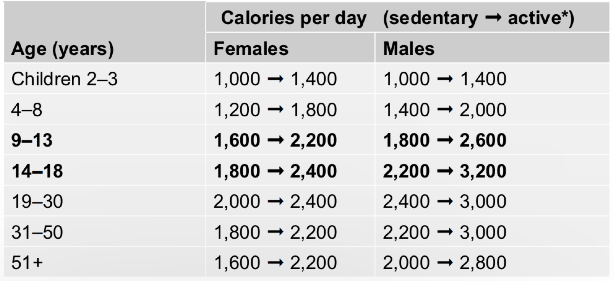 Calories per day (sedentary ➞ active*)
Age (years) Females Males
Children 2–3 1,000 ➞ 1,400 1,000 ➞ 1,400
4–8 1,200 ➞ 1,800 1,400 ➞ 2,000
9–13 1,600 ➞ 2,200 1,800 ➞ 2,600
14–18 1,800 ➞ 2,400 2,200 ➞ 3,200
19–30 2,000 ➞ 2,400 2,400 ➞ 3,000
31–50 1,800 ➞ 2,200 2,200 ➞ 3,000
51+ 1,600 ➞ 2,200 2,000 ➞ 2,800